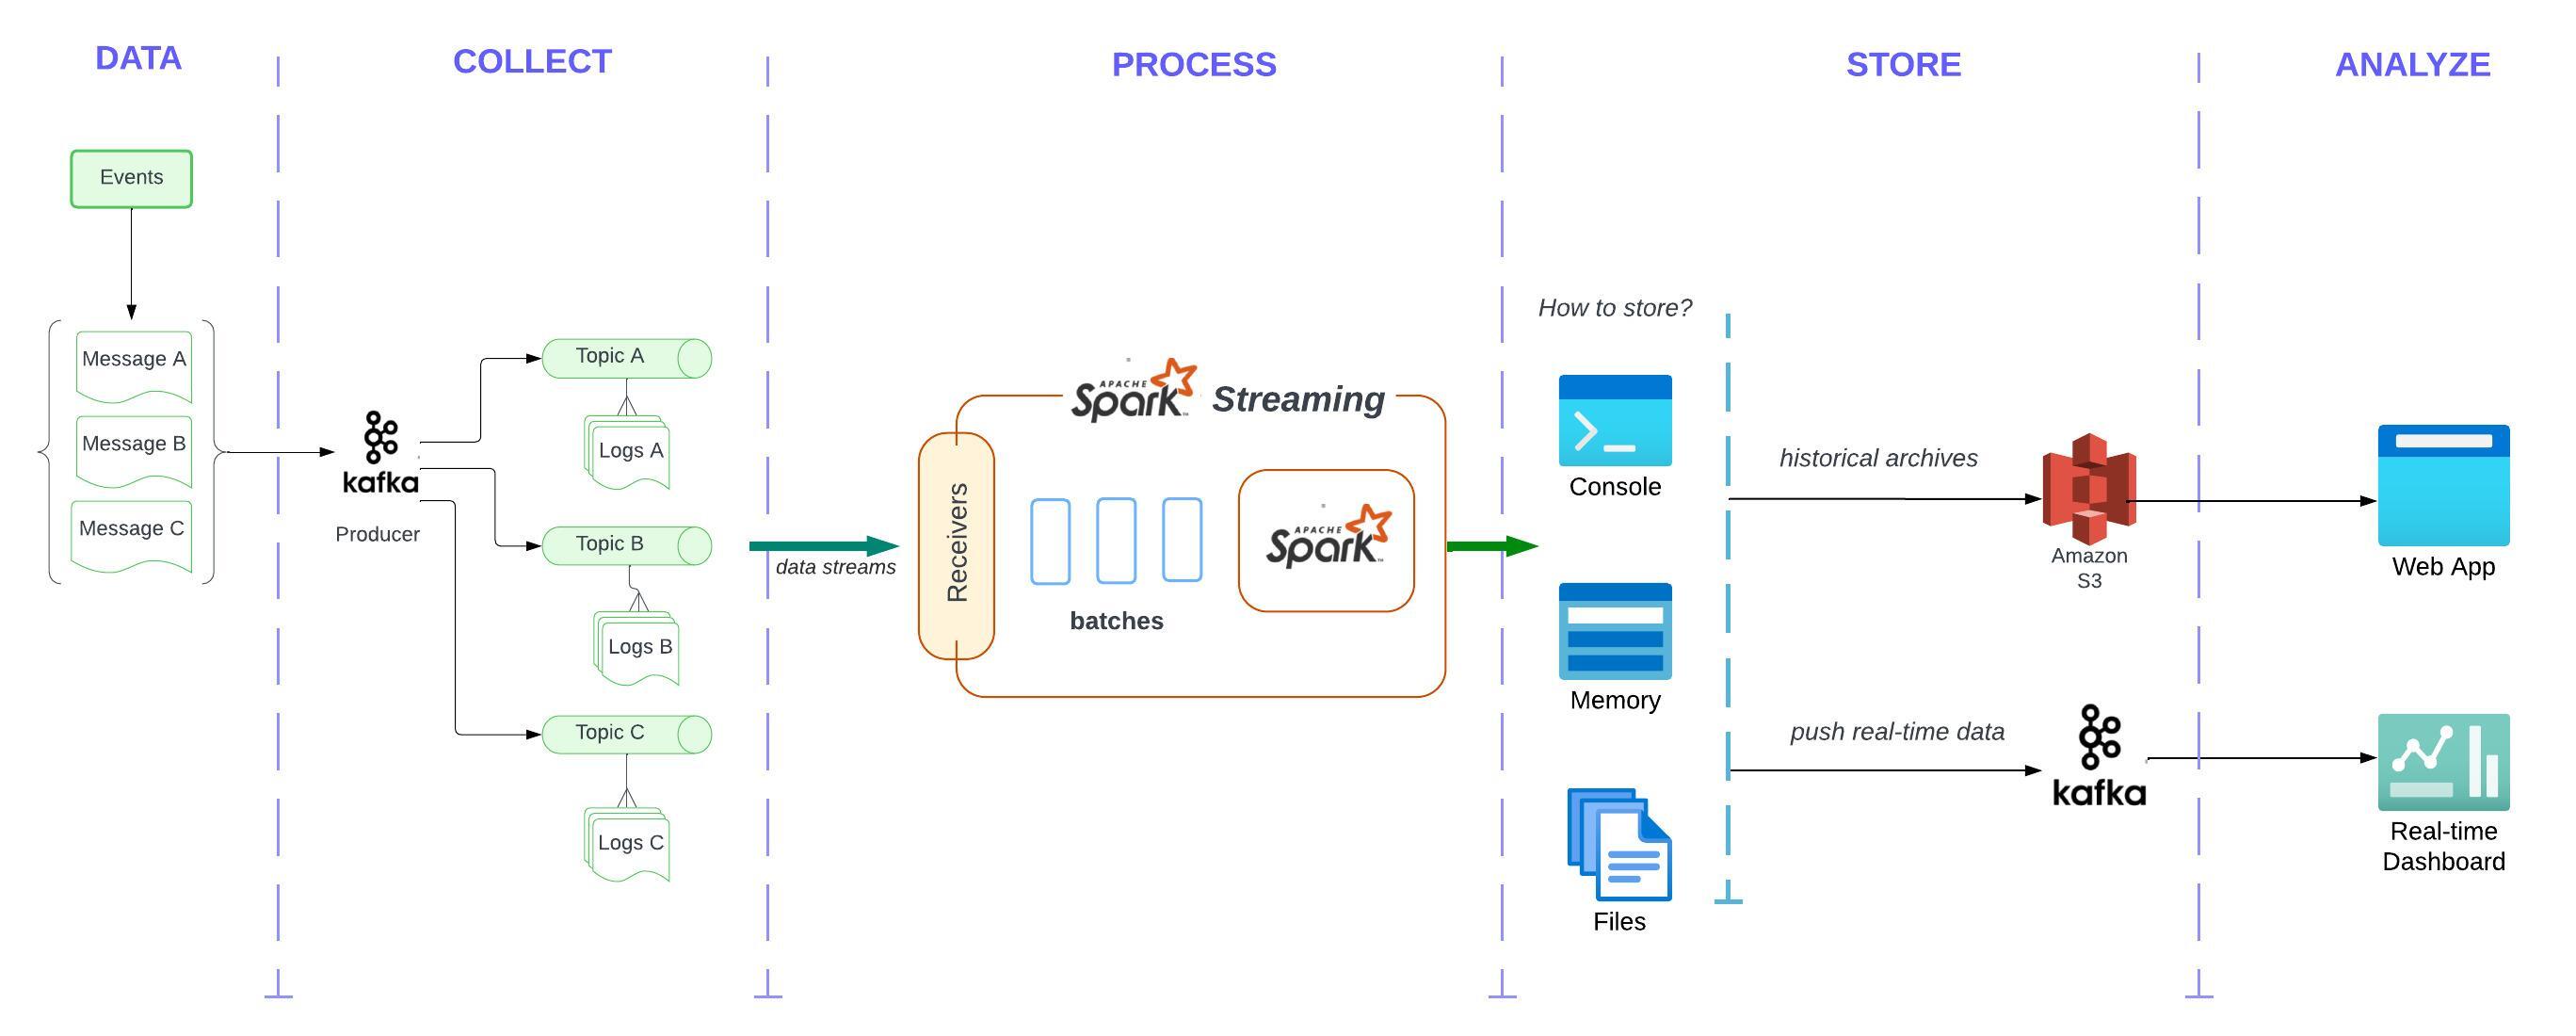 DATA
COLLECT
PROCESS
STORE
ANALYZE
Events
Message A
Message B
Message C
kafka
Producer
Topic A
Logs A
Topic B
Logs B
Topic C
Logs C
data streams
APACHE
Spark
Streaming
Receivers
batches
APACHE
Spark
How to store?
Console
Memory
Files
historical archives
Amazon
S3
push real-time data
kafka
Web App
Real-time
Dashboard